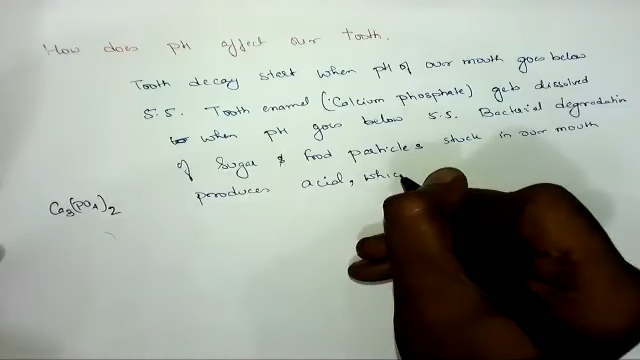 How does pH affect our tooth.
Tooth decay start when pH of our mouth goes below
5.5. Tooth enamel (Calcium phosphate) gets dissolved
when pH goes below 5.5. Bacterial degradation
of Sugar & food particles stuck in our mouth
produces acid, whic
Ca3(PO4)2